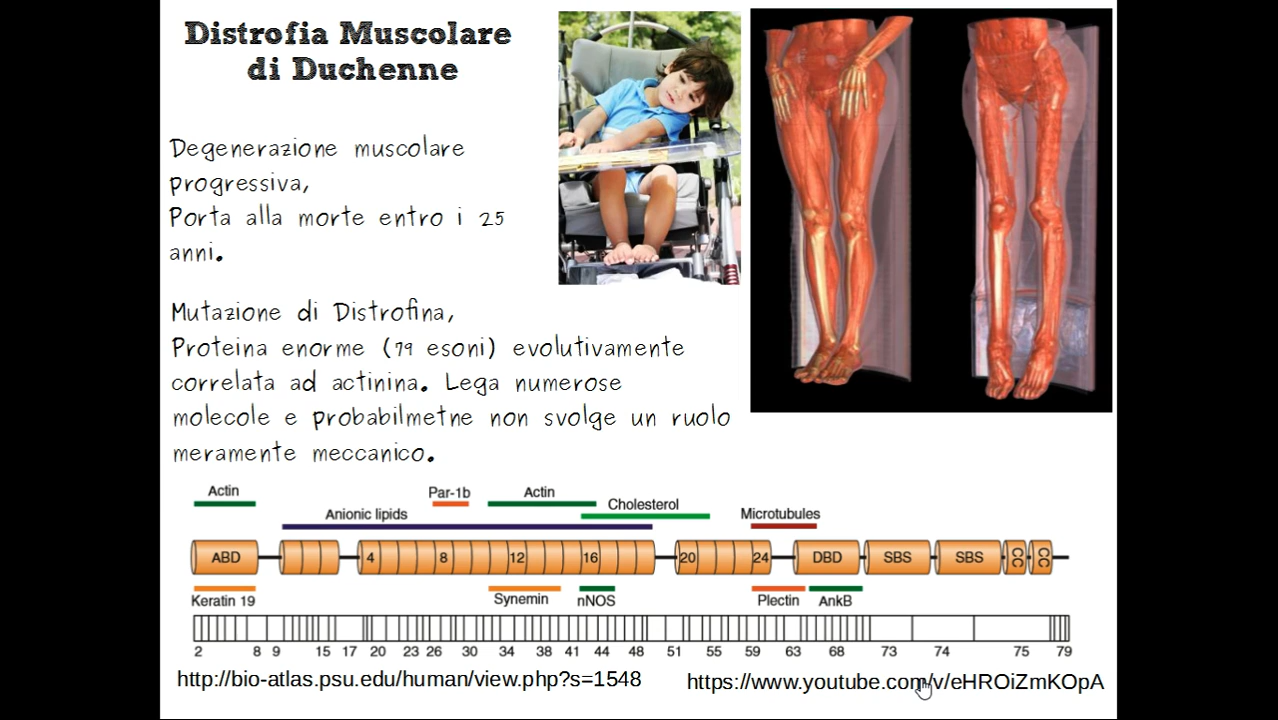 Distrofia Muscolare
di Duchenne
Degenerazione muscolare
progressiva,
Porta alla morte entro i 25
anni.
Mutazione di Distrofina,
Proteina enorme (79 esoni) evolutivamente
correlata ad actinina. Lega numerose
molecole e probabilmetne non svolge un ruolo
meramente meccanico.
Actin Par-1b Actin
Anionic lipids Cholesterol Microtubules
ABD 4 8 12 16 20 24 DBD SBS SBS CC CC
Keratin 19 Synemin nNOS Plectin AnkB
2 8 9 15 17 20 23 26 30 34 38 41 44 48 51 55 59 63 68 73 74 75 79
http://bio-atlas.psu.edu/human/view.php?s=1548
https://www.youtube.com/v/eHROiZmKOpA